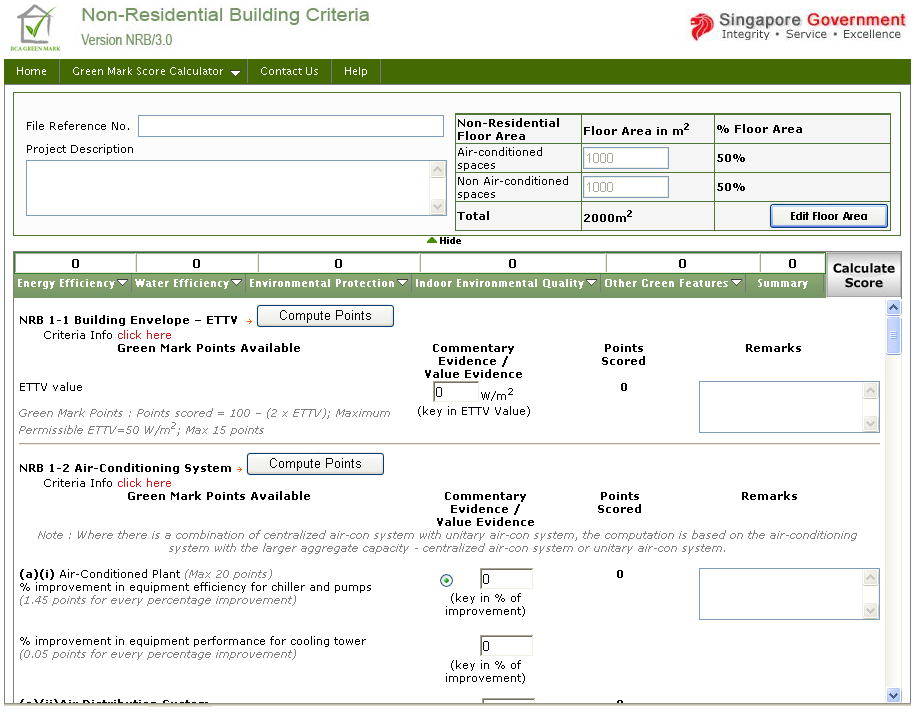 Non-Residential Building Criteria
Version NRB/3.0
BCA GREEN MARK
Singapore Government
Integrity • Service • Excellence
Home
Green Mark Score Calculator
Contact Us
Help
File Reference No.
Project Description
Non-Residential Floor Area
Floor Area in m²
% Floor Area
Air-conditioned spaces
1000
50%
Non Air-conditioned spaces
1000
50%
Total
2000m²
Edit Floor Area
Hide
0
0
0
0
0
0
Energy Efficiency
Water Efficiency
Environmental Protection
Indoor Environmental Quality
Other Green Features
Summary
Calculate Score
NRB 1-1 Building Envelope – ETTV
Compute Points
Criteria Info click here
Green Mark Points Available
Commentary Evidence / Value Evidence
Points Scored
Remarks
ETTV value
0 W/m²
(key in ETTV Value)
0
Green Mark Points : Points scored = 100 – (2 x ETTV); Maximum
Permissible ETTV=50 W/m²; Max 15 points
NRB 1-2 Air-Conditioning System
Compute Points
Criteria Info click here
Green Mark Points Available
Commentary Evidence / Value Evidence
Points Scored
Remarks
Note : Where there is a combination of centralized air-con system with unitary air-con system, the computation is based on the air-conditioning
system with the larger aggregate capacity - centralized air-con system or unitary air-con system.
(a)(i) Air-Conditioned Plant (Max 20 points)
% improvement in equipment efficiency for chiller and pumps
(1.45 points for every percentage improvement)
0
(key in % of improvement)
0
% improvement in equipment performance for cooling tower
(0.05 points for every percentage improvement)
0
(key in % of improvement)
(a)(ii)Air Distribution System
0